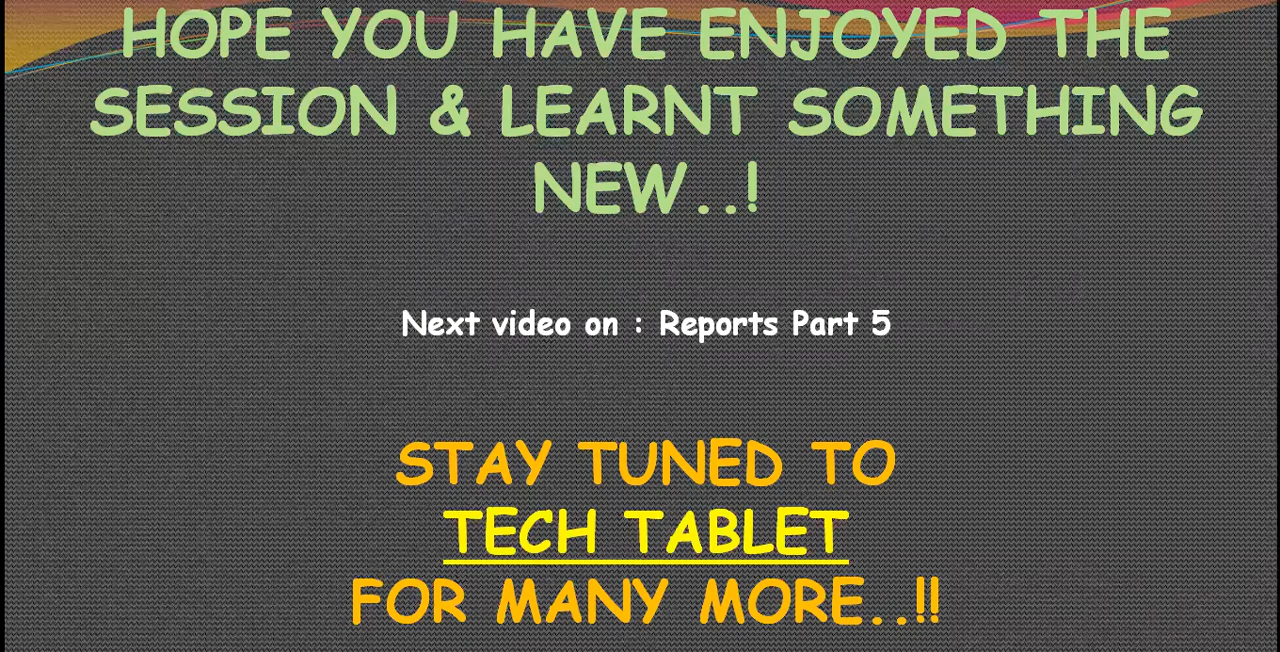 HOPE YOU HAVE ENJOYED THE
SESSION & LEARNT SOMETHING
NEW..!
Next video on : Reports Part 5
STAY TUNED TO
TECH TABLET
FOR MANY MORE..!!